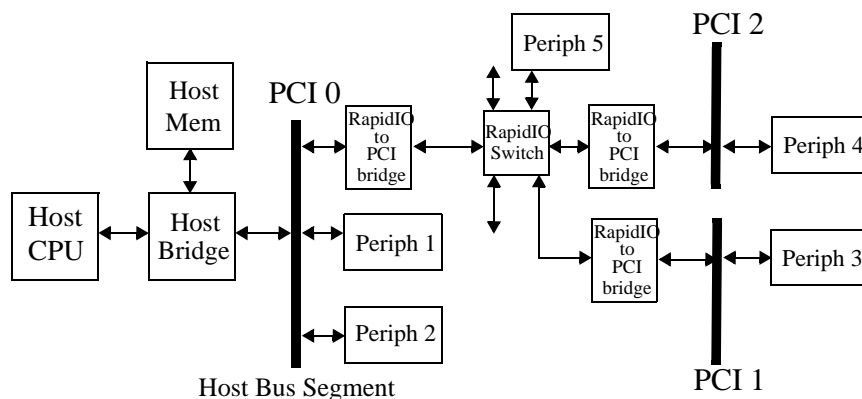 PCI 2
Periph 5
Host
Mem
PCI 0
RapidIO
to
PCI
bridge
RapidIO
Switch
RapidIO
to
PCI
bridge
Periph 4
Host
CPU
Host
Bridge
Periph 1
RapidIO
to
PCI
bridge
Periph 3
Periph 2
Host Bus Segment
PCI 1